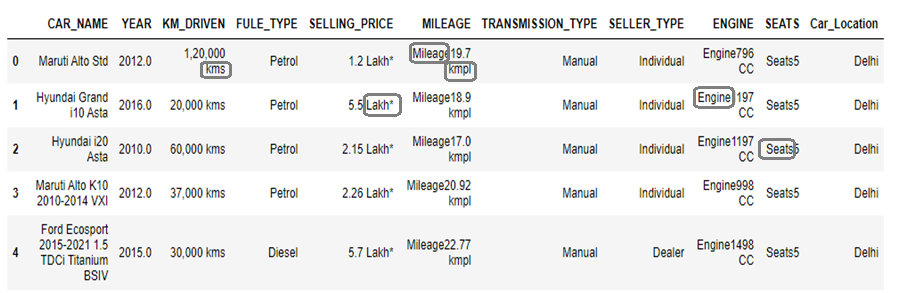 CAR_NAME YEAR KM_DRIVEN FULE_TYPE SELLING_PRICE MILEAGE TRANSMISSION_TYPE SELLER_TYPE ENGINE SEATS Car_Location
0 Maruti Alto Std 2012.0 1,20,000 kms Petrol 1.2 Lakh* Mileage19.7 kmpl Manual Individual Engine796 CC Seats5 Delhi
1 Hyundai Grand i10 Asta 2016.0 20,000 kms Petrol 5.5 Lakh* Mileage18.9 kmpl Manual Individual Engine1197 CC Seats5 Delhi
2 Hyundai i20 Asta 2010.0 60,000 kms Petrol 2.15 Lakh* Mileage17.0 kmpl Manual Individual Engine1197 CC Seats5 Delhi
3 Maruti Alto K10 2010-2014 VXI 2012.0 37,000 kms Petrol 2.26 Lakh* Mileage20.92 kmpl Manual Individual Engine998 CC Seats5 Delhi
4 Ford Ecosport 2015-2021 1.5 TDCi Titanium BSIV 2015.0 30,000 kms Diesel 5.7 Lakh* Mileage22.77 kmpl Manual Dealer Engine1498 CC Seats5 Delhi